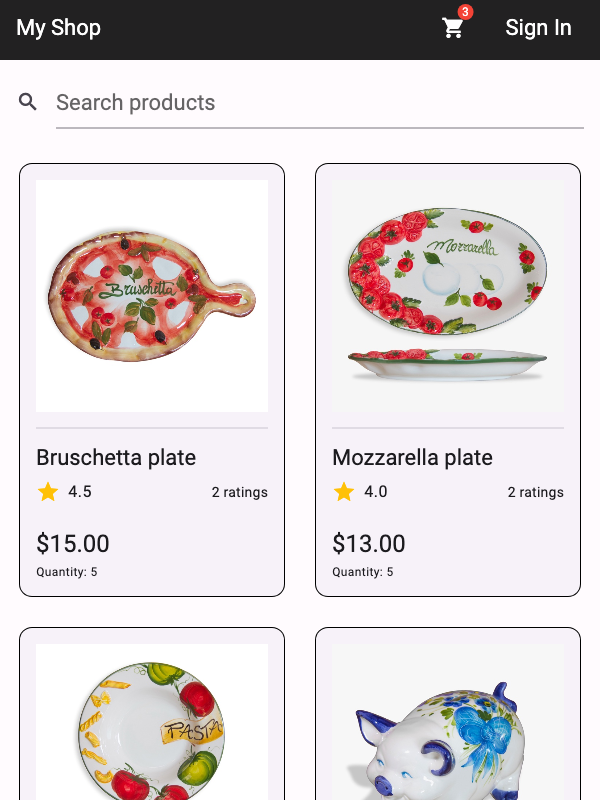 My Shop
3
Sign In
Search products
Bruschetta
Mozzarella
Bruschetta plate
4.5
2 ratings
$15.00
Quantity: 5
Mozzarella plate
4.0
2 ratings
$13.00
Quantity: 5
PASTA